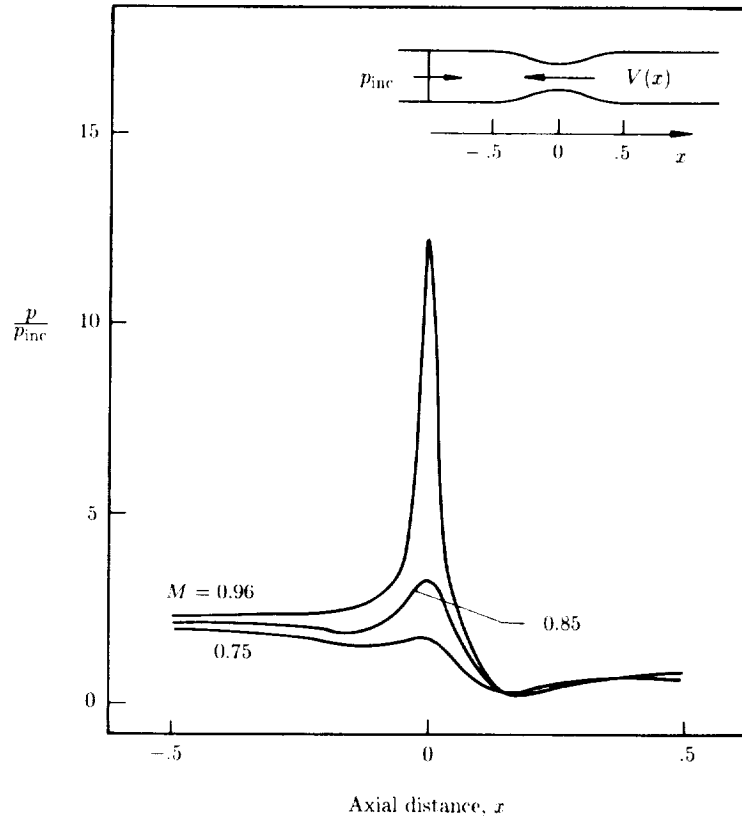 p_inc
V(x)
- .5
0
.5
x
15
10
p
p_inc
5
M = 0.96
0.85
0.75
0
-.5
0
.5
Axial distance, x